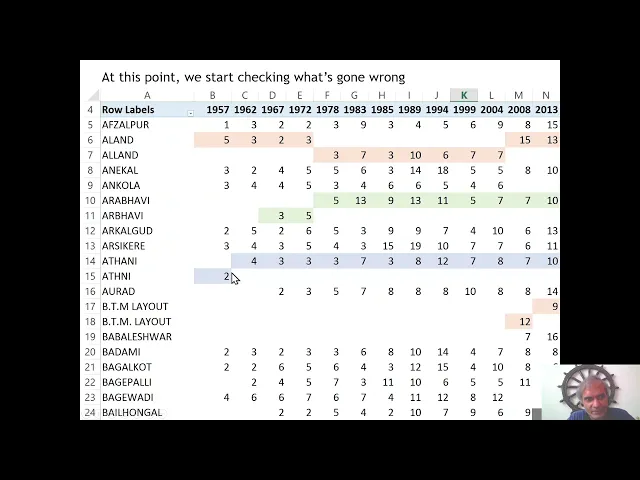 At this point, we start checking what's gone wrong
A B C D E F G H I J K L M N
4 Row Labels 1957 1962 1967 1972 1978 1983 1985 1989 1994 1999 2004 2008 2013
5 AFZALPUR 1 3 2 2 3 9 3 4 5 6 9 8 15
6 ALAND 5 3 2 3 15 13
7 ALLAND 3 7 3 10 6 7 7
8 ANEKAL 3 2 4 5 5 6 3 14 18 5 5 8 10
9 ANKOLA 3 4 4 5 3 4 6 6 5 4 6
10 ARABHAVI 5 13 9 13 11 5 7 7 10
11 ARBHAVI 3 5
12 ARKALGUD 2 5 2 6 5 3 9 9 7 4 10 6 13
13 ARSIKERE 3 4 3 5 4 3 15 19 10 7 7 6 11
14 ATHANI 4 3 3 3 7 3 8 12 7 8 7 10
15 ATHNI 2
16 AURAD 2 3 5 7 8 8 8 10 8 8 14
17 B.T.M LAYOUT 9
18 B.T.M. LAYOUT 12
19 BABALESHWAR 7 16
20 BADAMI 2 3 2 3 3 6 8 10 14 4 7 8 8
21 BAGALKOT 2 2 6 5 6 4 3 12 15 4 10 8
22 BAGEPALLI 2 4 5 7 3 11 10 6 5 5 11
23 BAGEWADI 4 6 6 7 6 7 4 11 12 8 12
24 BAILHONGAL 2 2 5 4 2 10 7 9 6 9